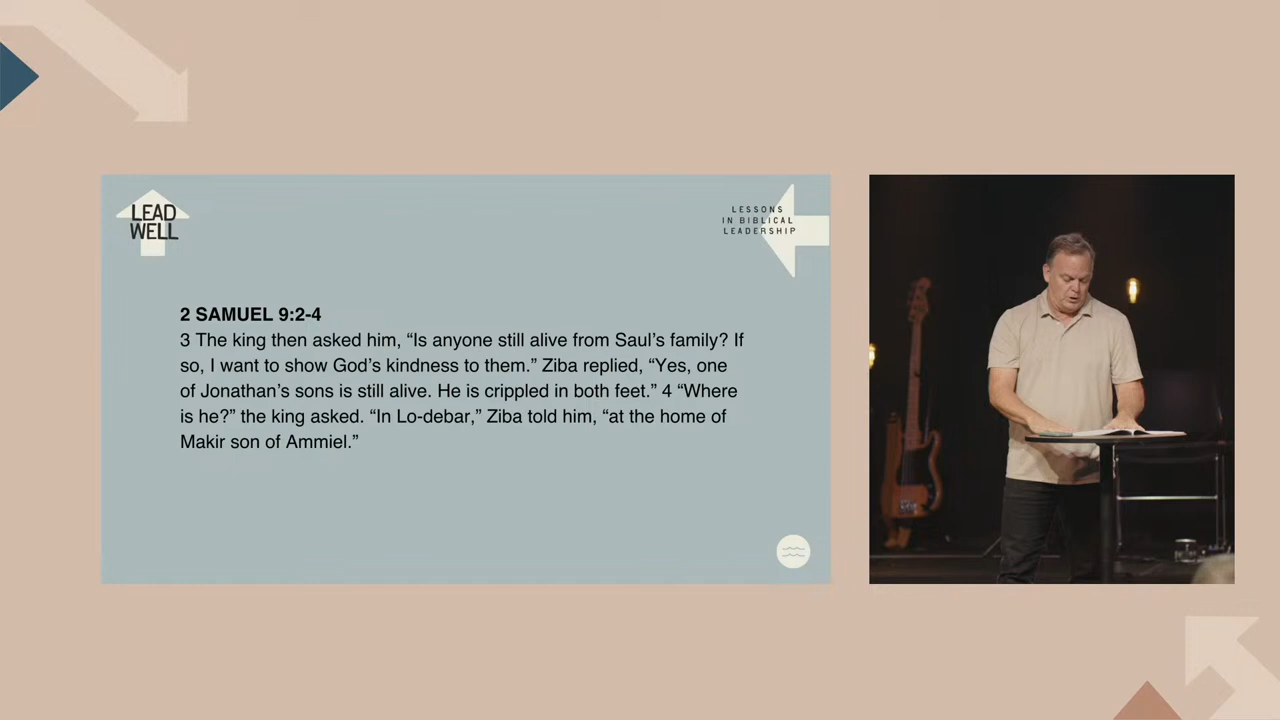 LEAD
WELL
LESSONS
IN BIBLICAL
LEADERSHIP
2 SAMUEL 9:2-4
3 The king then asked him, “Is anyone still alive from Saul’s family? If
so, I want to show God’s kindness to them.” Ziba replied, “Yes, one
of Jonathan’s sons is still alive. He is crippled in both feet.” 4 “Where
is he?” the king asked. “In Lo-debar,” Ziba told him, “at the home of
Makir son of Ammiel.”